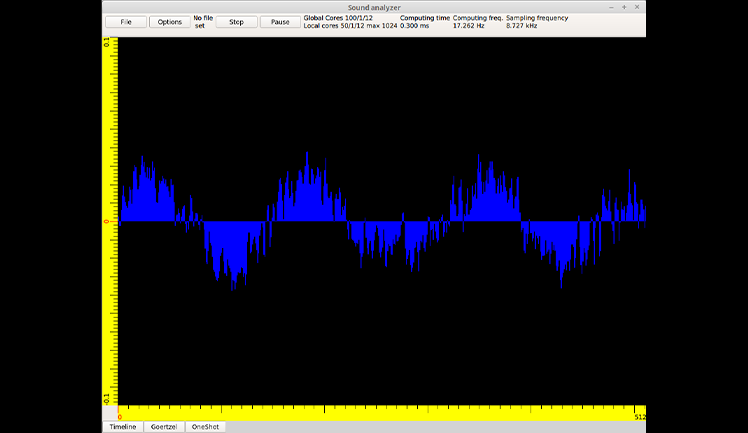 Sound analyzer
File Options No file set Stop Pause
Global Cores 100/1/12 Computing time Computing freq. Sampling frequency
Local cores 50/1/12 max 1024 0.300 ms 17.262 Hz 8.727 kHz
0.1
0
-0.1
0 512
Timeline Goertzel OneShot